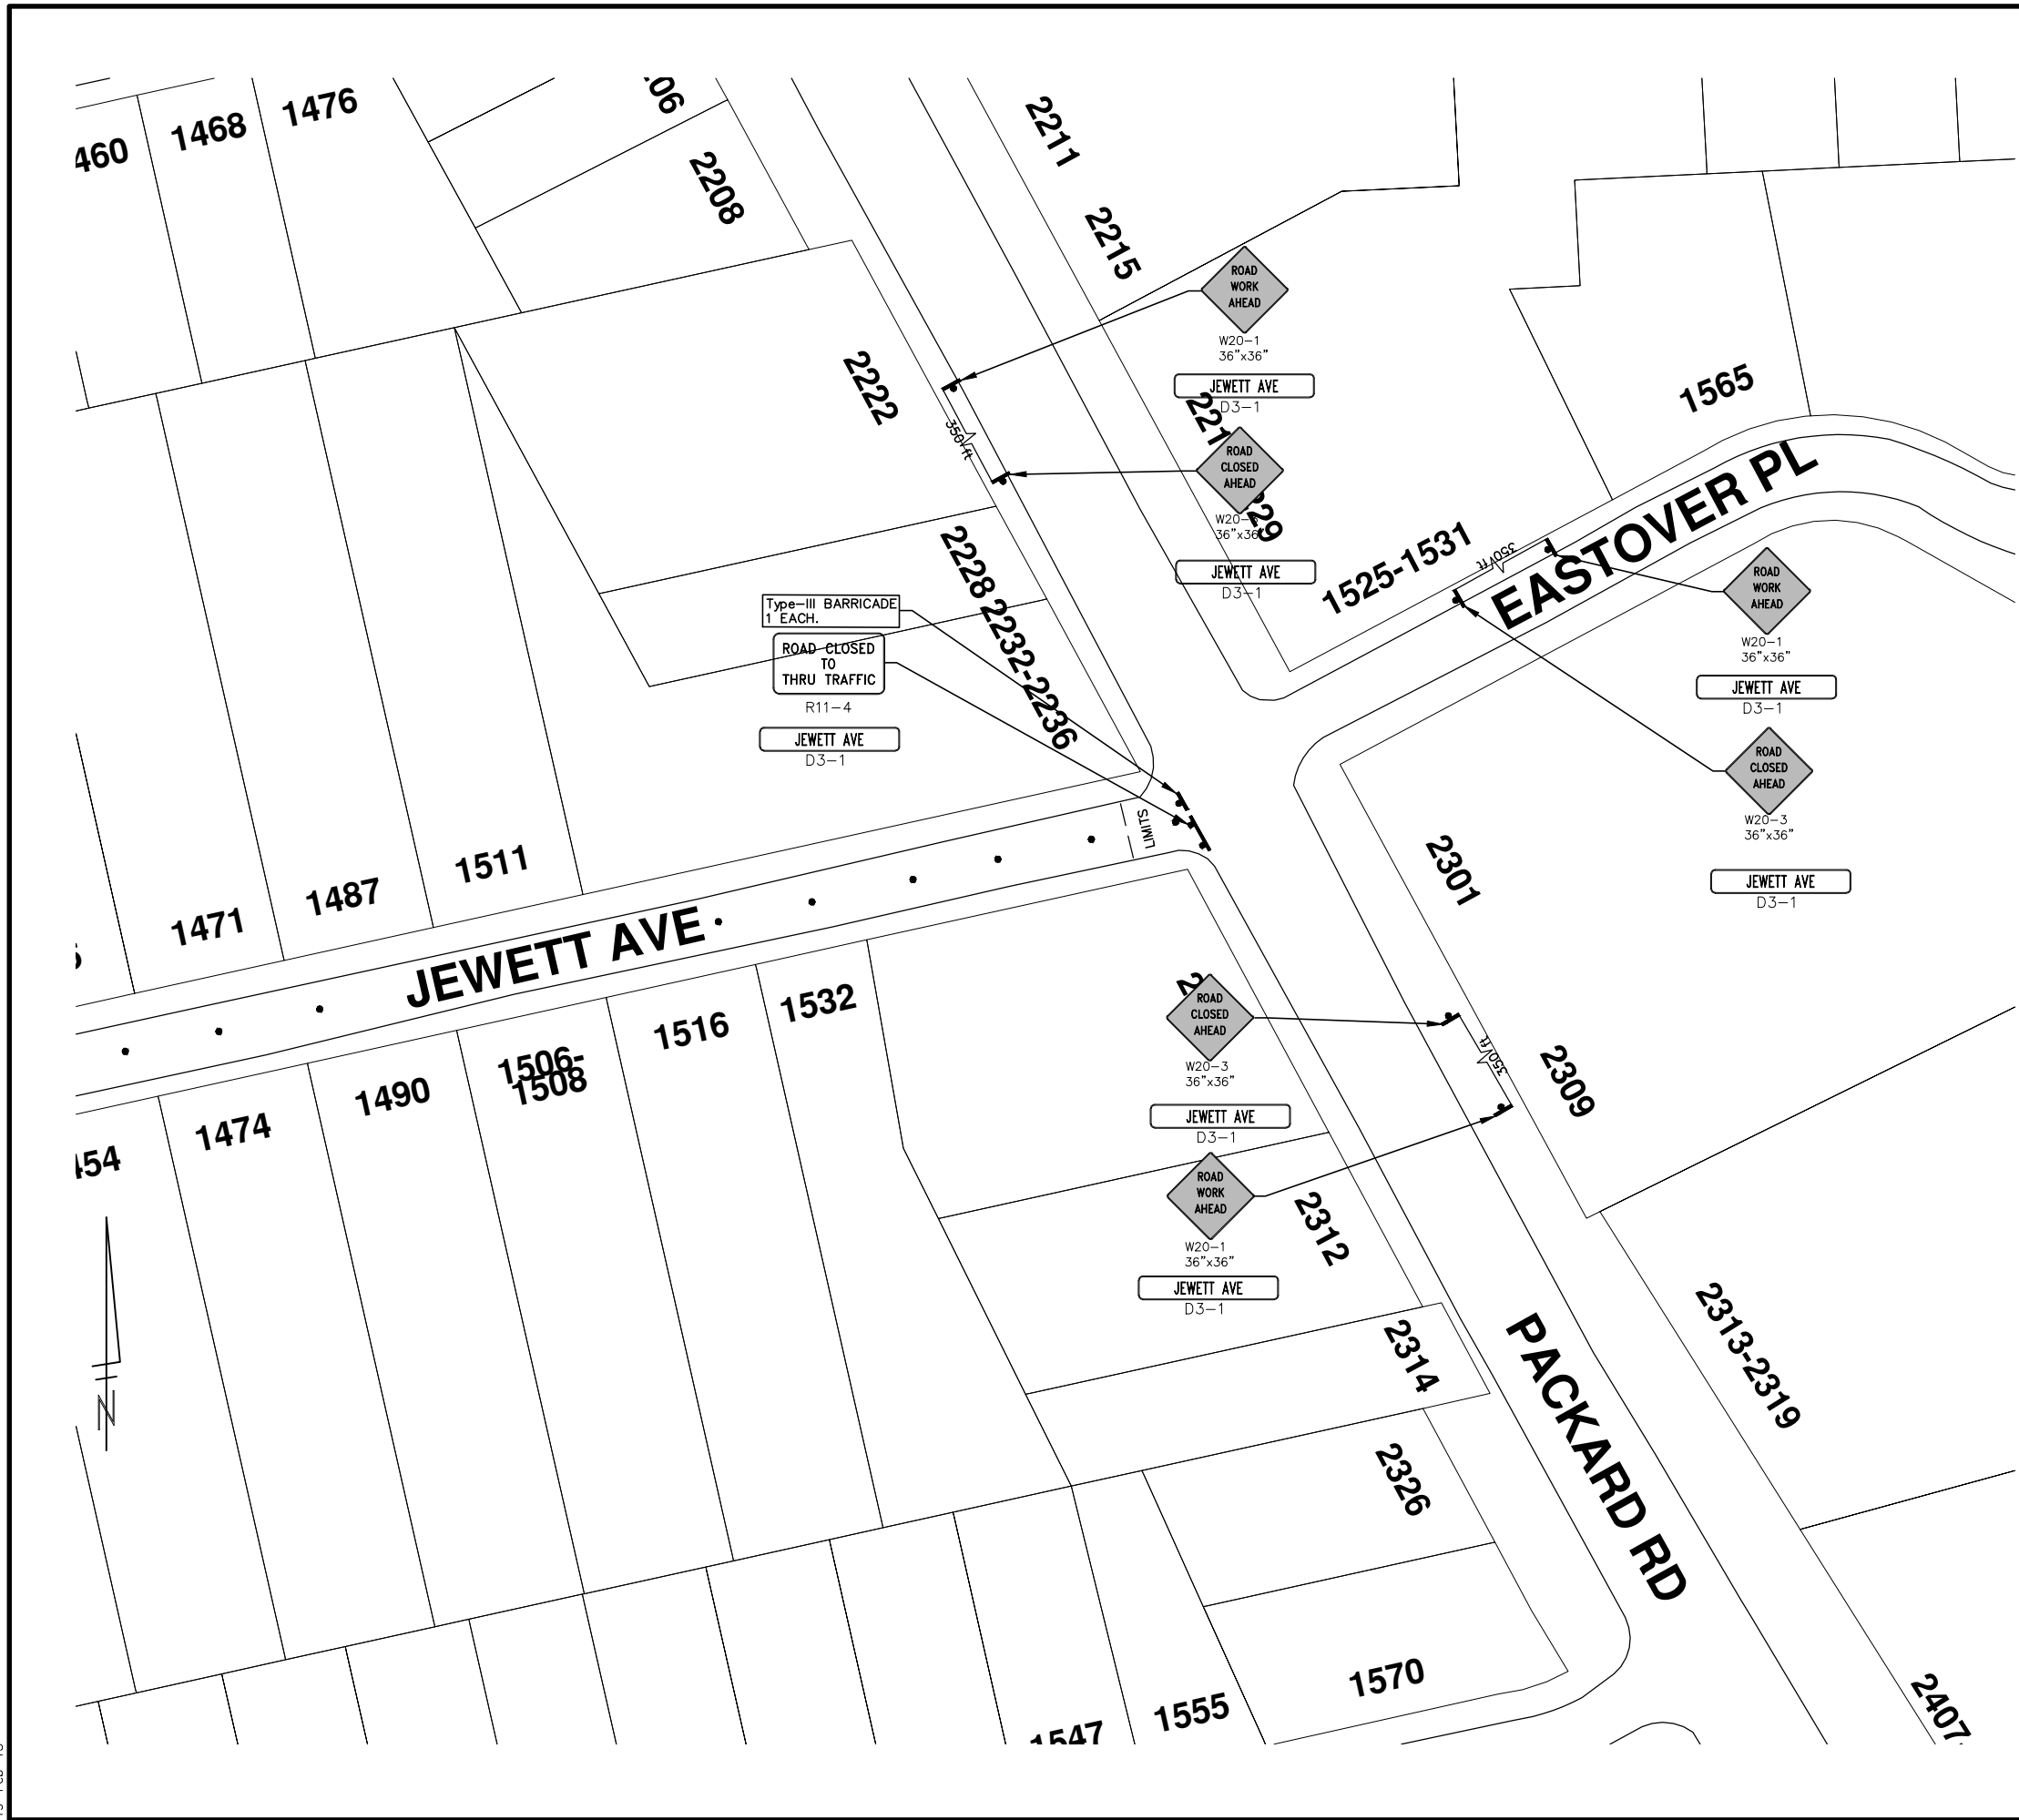 1468
1476
2208
2211
2215
ROAD
WORK
AHEAD
W20-1
36"x36"
JEWETT AVE
D3-1
2222
350 ft
ROAD
CLOSED
AHEAD
36"x36"
JEWETT AVE
D3-1
1565
EASTOVER PL
1525-1531
350 ft
ROAD
WORK
AHEAD
W20-1
36"x36"
JEWETT AVE
D3-1
ROAD
CLOSED
AHEAD
W20-3
36"x36"
JEWETT AVE
D3-1
2228
2232-2236
Type-III BARRICADE
1 EACH.
ROAD CLOSED
TO
THRU TRAFFIC
R11-4
JEWETT AVE
D3-1
LIMITS
1471
1487
1511
JEWETT AVE
2301
ROAD
CLOSED
AHEAD
W20-3
36"x36"
JEWETT AVE
D3-1
350 ft
2309
ROAD
WORK
AHEAD
W20-1
36"x36"
JEWETT AVE
D3-1
1474
1490
1506-
1508
1516
1532
N
2312
2314
2326
PACKARD RD
2313-2319
2407
1547
1555
1570